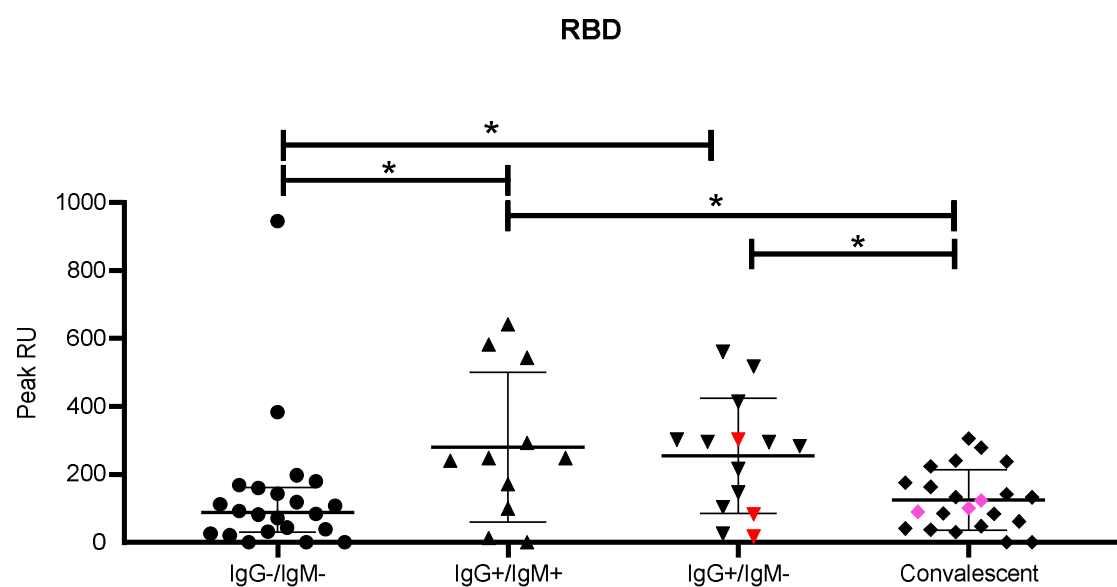 RBD
*
*
*
*
1000
800
600
400
200
0
Peak RU
IgG-/IgM-
IgG+/IgM+
IgG+/IgM-
Convalescent